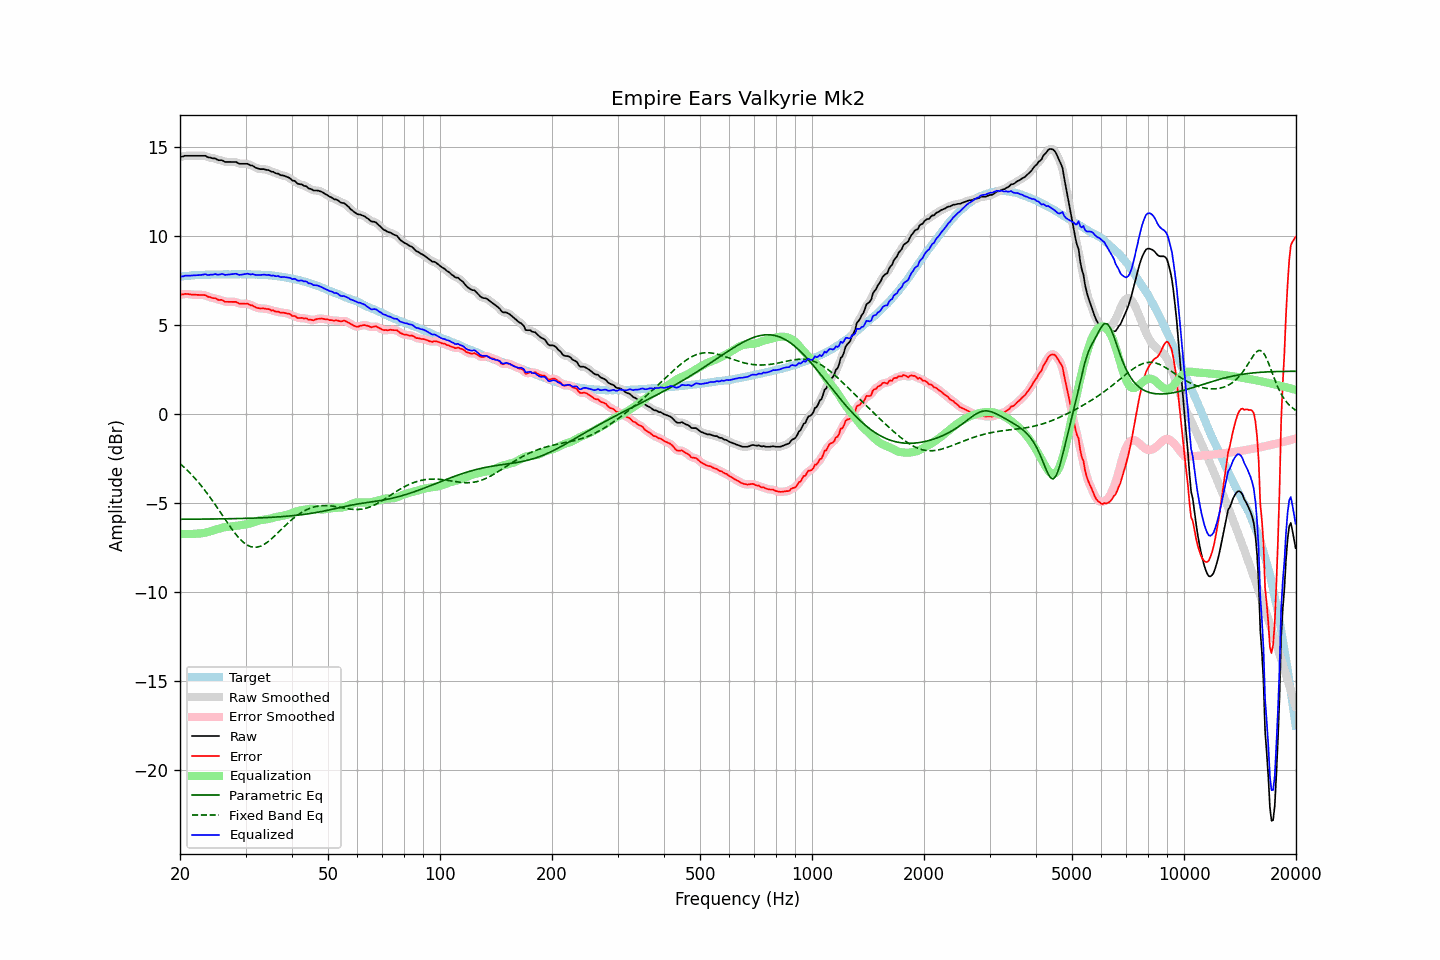 Empire Ears Valkyrie Mk2
Amplitude (dBr)
15
10
5
0
−5
−10
−15
−20
Target
Raw Smoothed
Error Smoothed
Raw
Error
Equalization
Parametric Eq
Fixed Band Eq
Equalized
20 50 100 200 500 1000 2000 5000 10000 20000
Frequency (Hz)